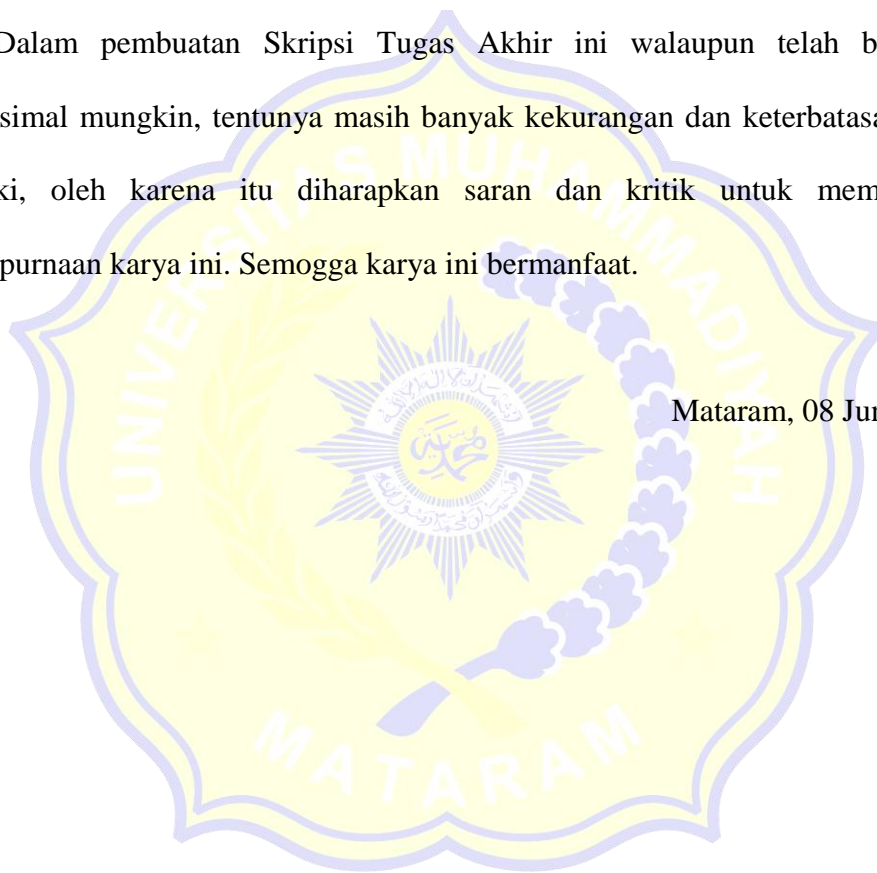 Dalam pembuatan Skripsi Tugas Akhir ini walaupun telah b
simal mungkin, tentunya masih banyak kekurangan dan keterbatasa
ki, oleh karena itu diharapkan saran dan kritik untuk mem
purnaan karya ini. Semogga karya ini bermanfaat.
Mataram, 08 Jun
UNIVERSITAS MUHAMMADIYAH
MATARAM